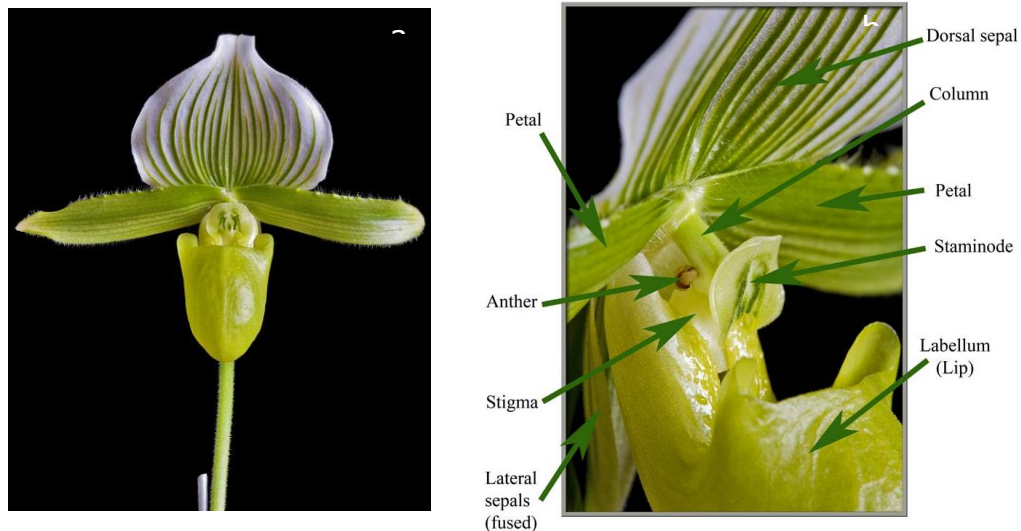 Dorsal sepal
Column
Petal
Petal
Staminode
Anther
Labellum
(Lip)
Stigma
Lateral
sepals
(fused)